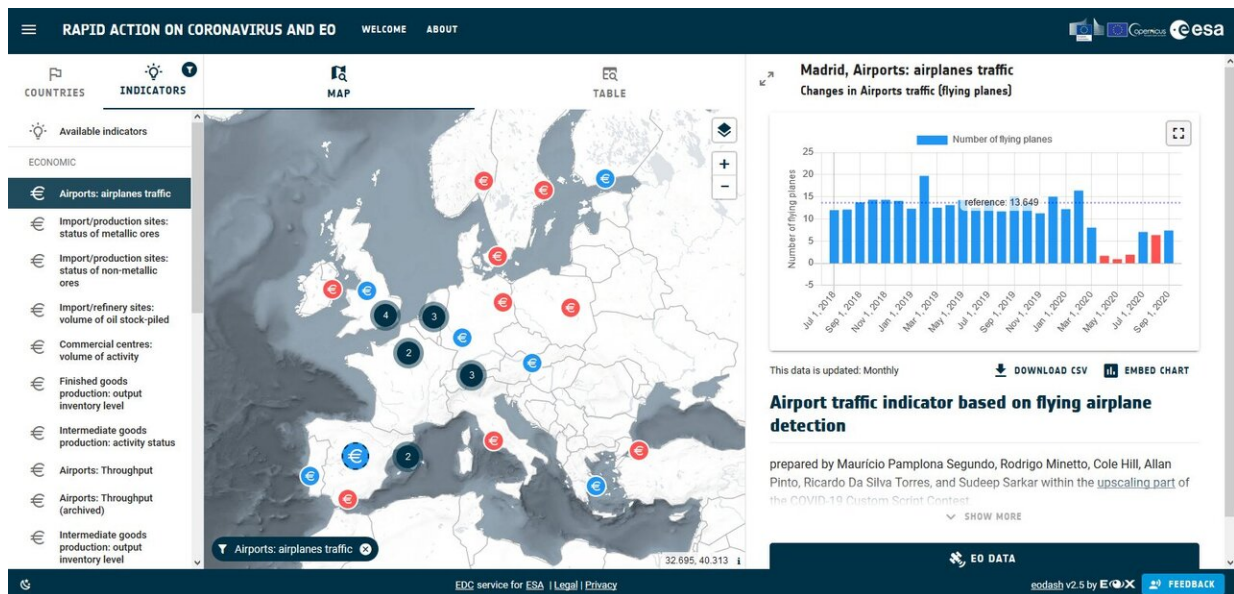 RAPID ACTION ON CORONAVIRUS AND EO
WELCOME
ABOUT
Copernicus
esa
COUNTRIES
INDICATORS
MAP
TABLE
Available indicators
ECONOMIC
Airports: airplanes traffic
Import/production sites:
status of metallic ores
Import/production sites:
status of non-metallic
ores
Import/refinery sites:
volume of oil stock-piled
Commercial centres:
volume of activity
Finished goods
production: output
inventory level
Intermediate goods
production: activity status
Airports: Throughput
Airports: Throughput
(archived)
Intermediate goods
production: output
inventory level
+
−
4
3
2
3
2
Airports: airplanes traffic
32.695, 40.313
Madrid, Airports: airplanes traffic
Changes in Airports traffic (flying planes)
Number of flying planes
25
20
15
10
5
0
-5
Number of flying planes
reference: 13.649
Jul 1, 2018
Sep 1, 2018
Nov 1, 2018
Jan 1, 2019
Mar 1, 2019
May 1, 2019
Jul 1, 2019
Sep 1, 2019
Nov 1, 2019
Jan 1, 2020
Mar 1, 2020
May 1, 2020
Jul 1, 2020
Sep 1, 2020
This data is updated: Monthly
DOWNLOAD CSV
EMBED CHART
Airport traffic indicator based on flying airplane
detection
prepared by Maurício Pamplona Segundo, Rodrigo Minetto, Cole Hill, Allan
Pinto, Ricardo Da Silva Torres, and Sudeep Sarkar within the upscaling part of
the COVID-19 Custom Script Contest
SHOW MORE
EO DATA
EDC service for ESA | Legal | Privacy
eodash v2.5 by EOX
FEEDBACK